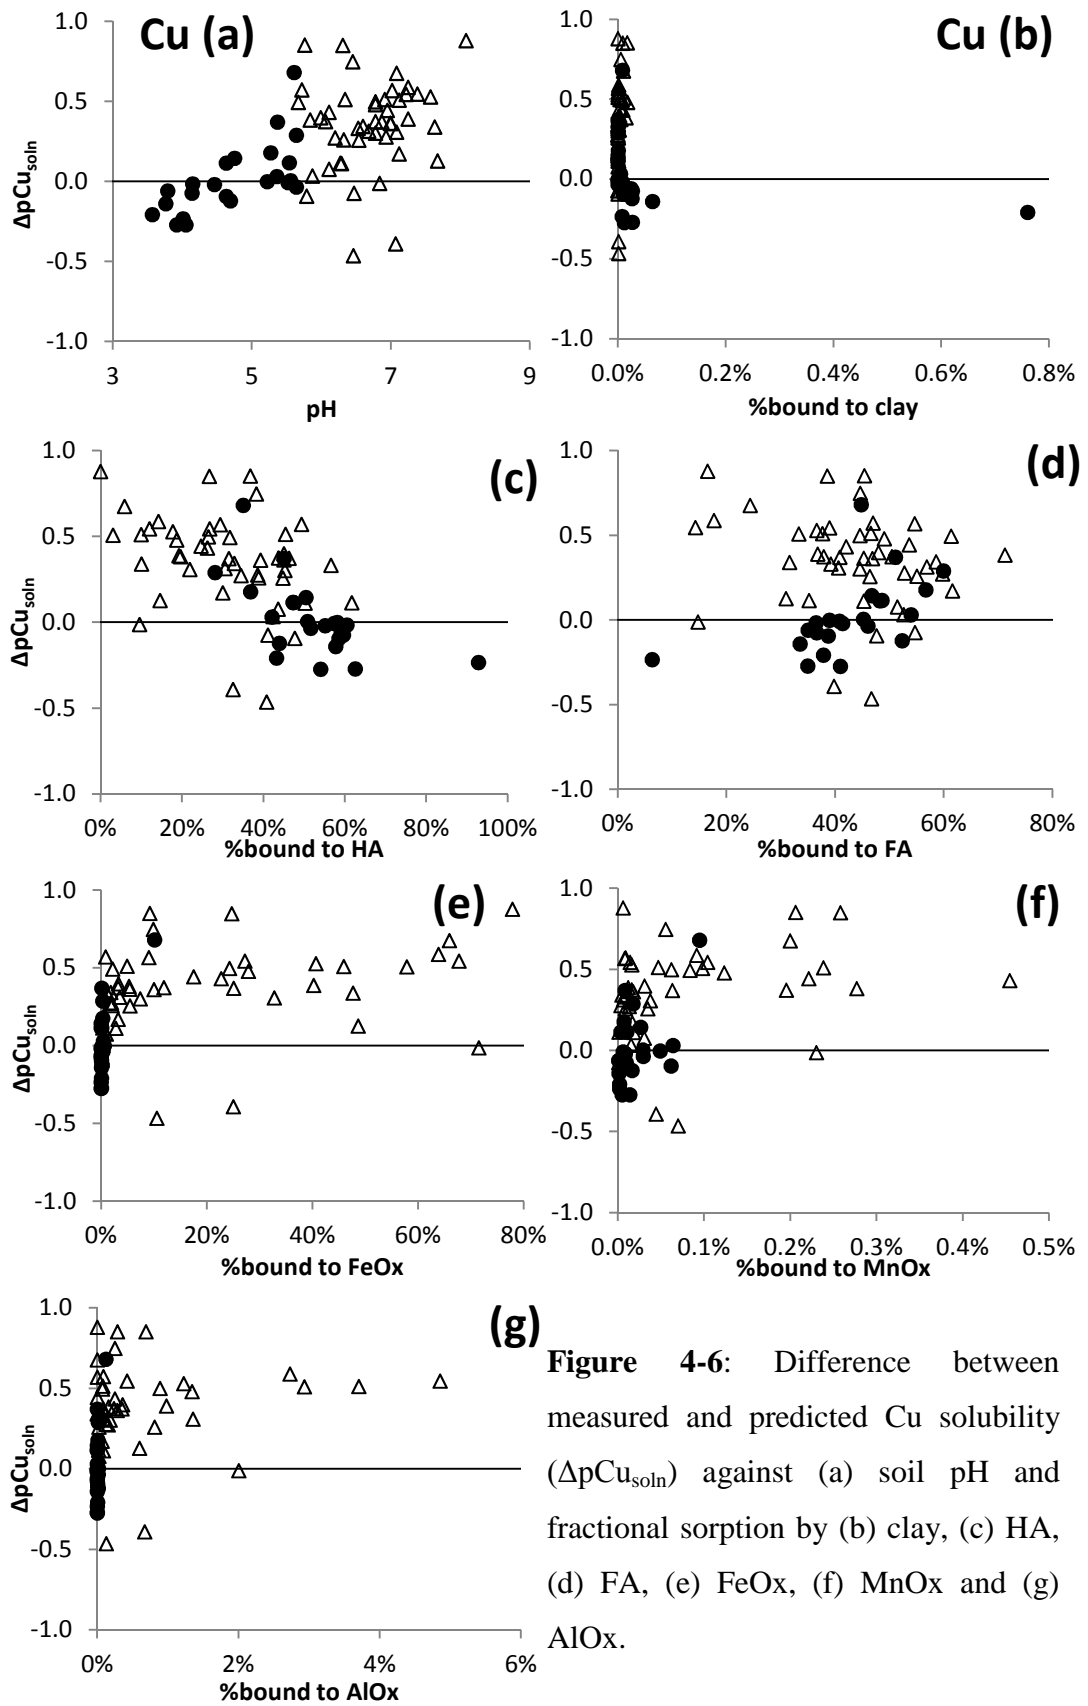 Cu (a)
1.0
0.5
0.0
-0.5
-1.0
ΔpCusoln
3 5 7 9
pH
Cu (b)
1.0
0.5
0.0
-0.5
-1.0
0.0% 0.2% 0.4% 0.6% 0.8%
%bound to clay
(c)
1.0
0.5
0.0
-0.5
-1.0
ΔpCusoln
0% 20% 40% 60% 80% 100%
%bound to HA
(d)
1.0
0.5
0.0
-0.5
-1.0
20% 40% 60% 80%
%bound to FA
(e)
1.0
0.5
0.0
-0.5
-1.0
ΔpCusoln
0% 20% 40% 60% 80%
%bound to FeOx
(f)
1.0
0.5
0.0
-0.5
-1.0
0.0% 0.1% 0.2% 0.3% 0.4% 0.5%
%bound to MnOx
(g)
1.0
0.5
0.0
-0.5
-1.0
ΔpCusoln
0% 2% 4% 6%
%bound to AlOx
Figure 4-6: Difference between
measured and predicted Cu solubility
(ΔpCusoln) against (a) soil pH and
fractional sorption by (b) clay, (c) HA,
(d) FA, (e) FeOx, (f) MnOx and (g)
AlOx.